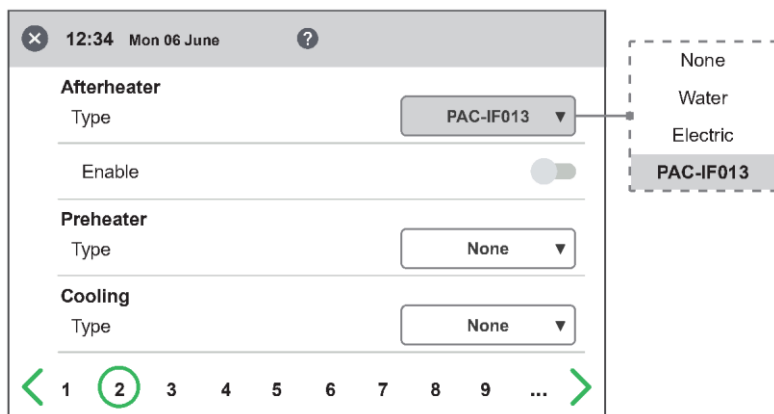 12:34 Mon 06 June ?
Afterheater
Type PAC-IF013
Enable
Preheater
Type None
Cooling
Type None
1 2 3 4 5 6 7 8 9 ...
None
Water
Electric
PAC-IF013